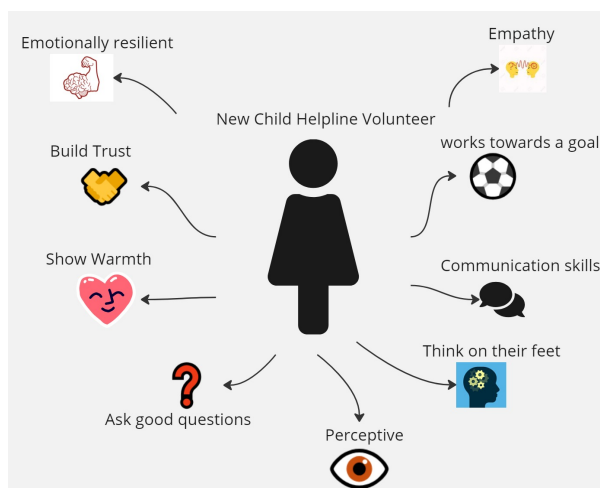 Emotionally resilient
Empathy
New Child Helpline Volunteer
works towards a goal
Build Trust
Show Warmth
Communication skills
Think on their feet
Ask good questions
Perceptive